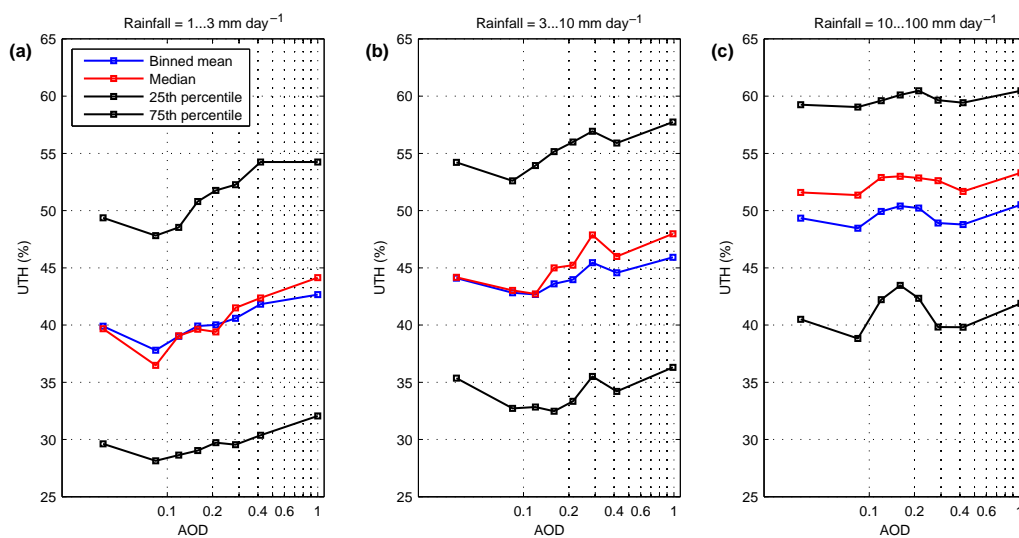 Rainfall = 1...3 mm day⁻¹
(a)
Binned mean
Median
25th percentile
75th percentile
65
60
55
50
45
40
35
30
25
UTH (%)
0.1 0.2 0.4 0.6 1
AOD
Rainfall = 3...10 mm day⁻¹
(b)
65
60
55
50
45
40
35
30
25
UTH (%)
0.1 0.2 0.4 0.6 1
AOD
Rainfall = 10...100 mm day⁻¹
(c)
65
60
55
50
45
40
35
30
25
UTH (%)
0.1 0.2 0.4 0.6 1
AOD